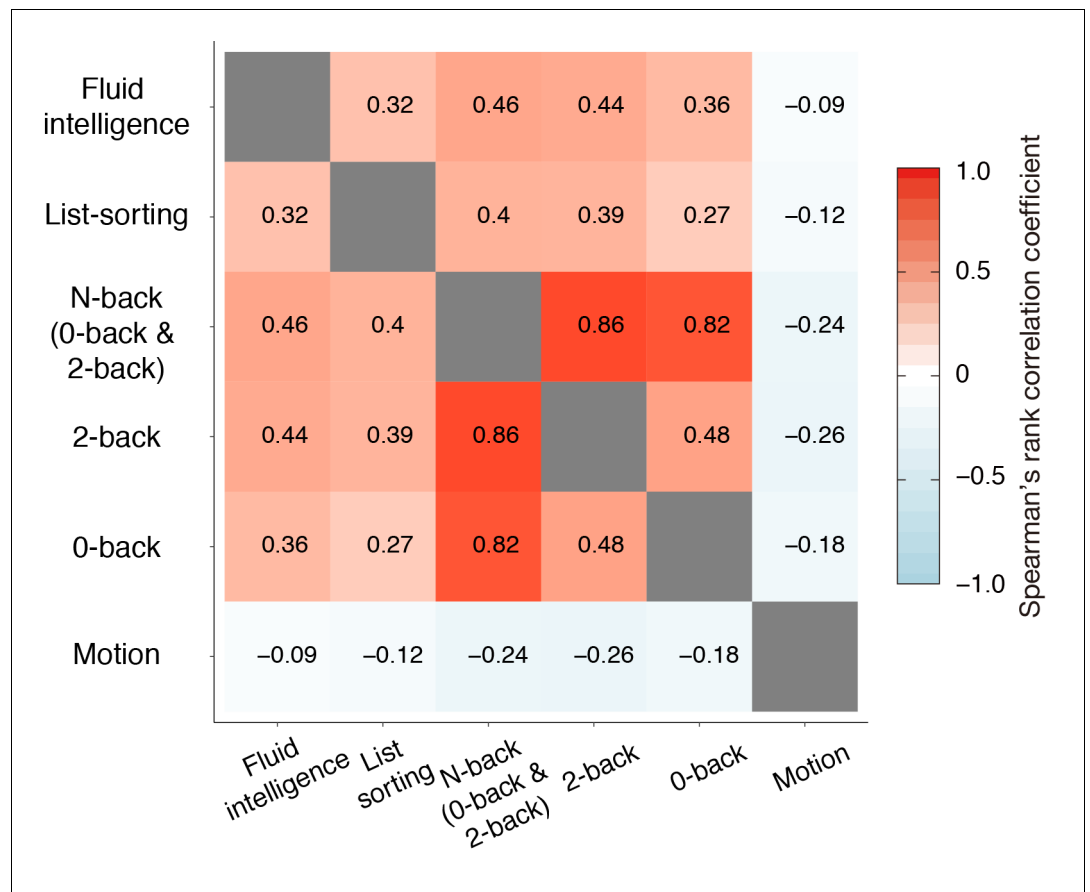 Fluid
intelligence
0.32 0.46 0.44 0.36 −0.09
List-sorting
0.32 0.4 0.39 0.27 −0.12
N-back
(0-back &
2-back)
0.46 0.4 0.86 0.82 −0.24
2-back
0.44 0.39 0.86 0.48 −0.26
0-back
0.36 0.27 0.82 0.48 −0.18
Motion
−0.09 −0.12 −0.24 −0.26 −0.18
Fluid
intelligence
List
sorting
N-back
(0-back &
2-back)
2-back
0-back
Motion
1.0
0.5
0
−0.5
−1.0
Spearman's rank correlation coefficient